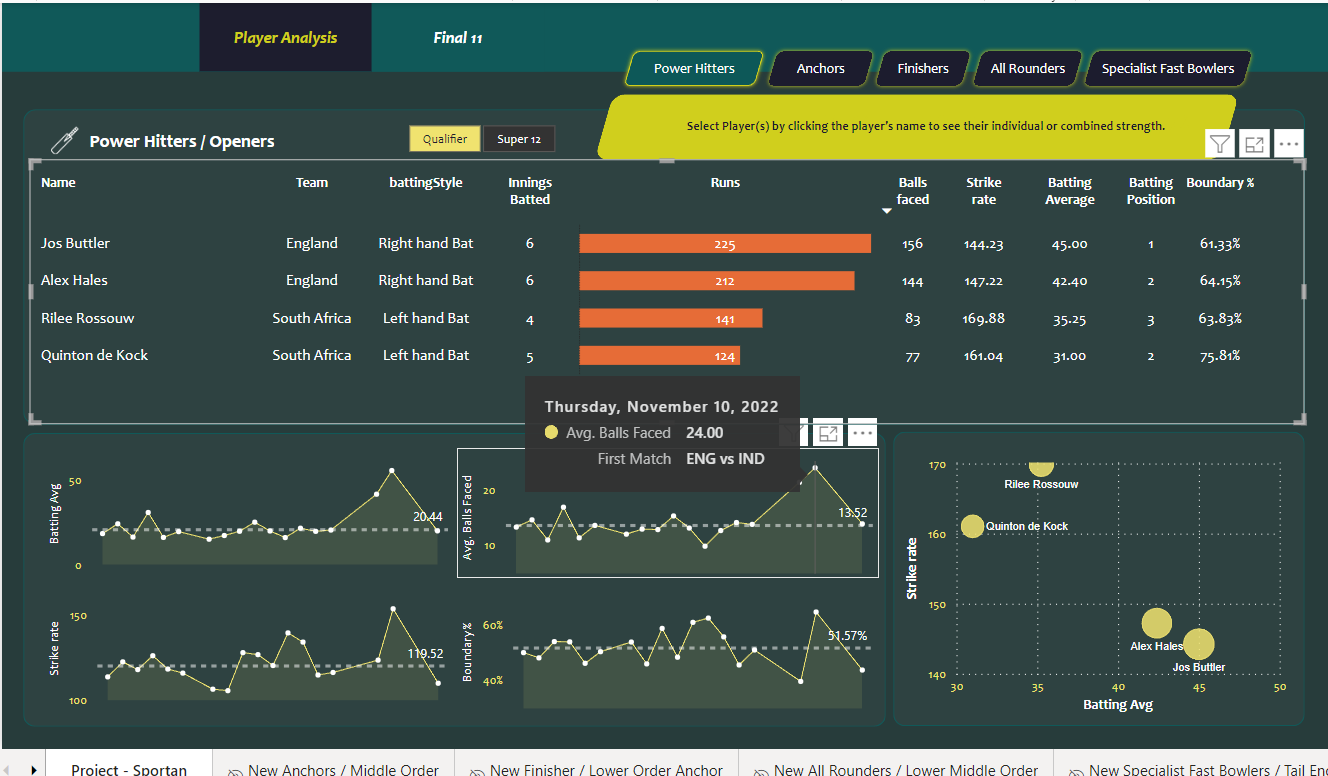 Player Analysis
Final 11
Power Hitters
Anchors
Finishers
All Rounders
Specialist Fast Bowlers
Select Player(s) by clicking the player's name to see their individual or combined strength.
Power Hitters / Openers
Qualifier
Super 12
Name Team battingStyle Innings Batted Runs Balls faced Strike rate Batting Average Batting Position Boundary %
Jos Buttler England Right hand Bat 6 225 156 144.23 45.00 1 61.33%
Alex Hales England Right hand Bat 6 212 144 147.22 42.40 2 64.15%
Rilee Rossouw South Africa Left hand Bat 4 141 83 169.88 35.25 3 63.83%
Quinton de Kock South Africa Left hand Bat 5 124 77 161.04 31.00 2 75.81%
Thursday, November 10, 2022
Avg. Balls Faced 24.00
First Match ENG vs IND
Batting Avg
50
0
20.44
Avg. Balls Faced
20
10
13.52
Strike rate
150
100
119.52
Boundary%
60%
40%
51.57%
Strike rate
170
160
150
140
Rilee Rossouw
Quinton de Kock
Alex Hales
Jos Buttler
30 35 40 45 50
Batting Avg
Project - Sportan
New Anchors / Middle Order
New Finisher / Lower Order Anchor
New All Rounders / Lower Middle Order
New Specialist Fast Bowlers / Tail